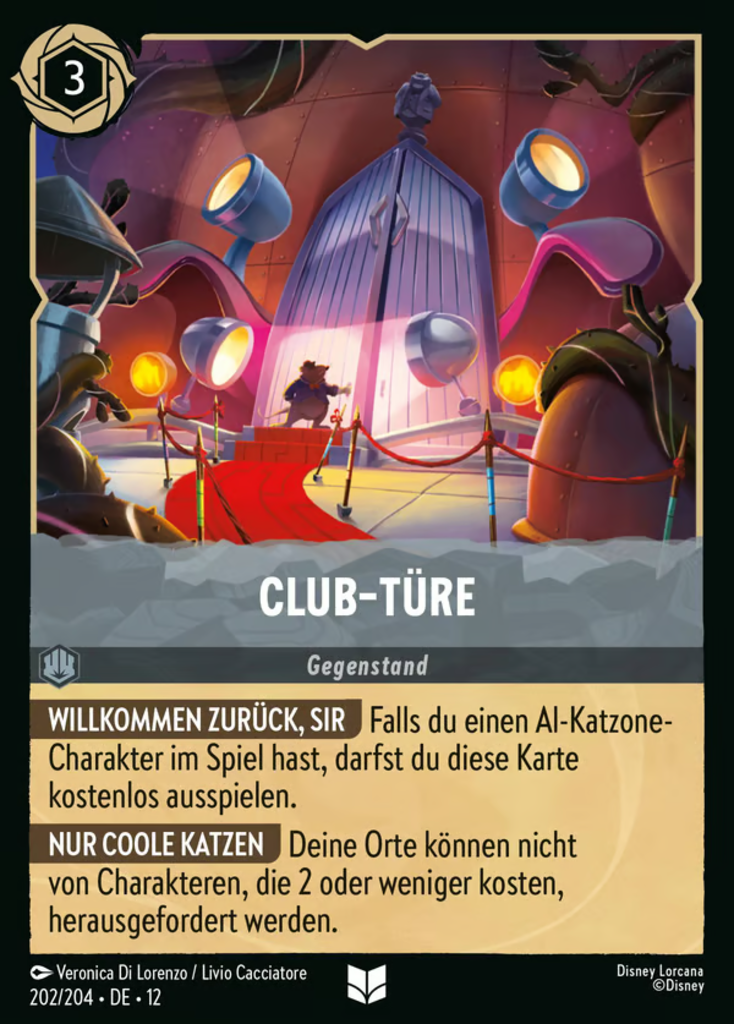 3
CLUB-TÜRE
Gegenstand
WILLKOMMEN ZURÜCK, SIR Falls du einen Al-Katzone-
Charakter im Spiel hast, darfst du diese Karte
kostenlos ausspielen.
NUR COOLE KATZEN Deine Orte können nicht
von Charakteren, die 2 oder weniger kosten,
herausgefordert werden.
Veronica Di Lorenzo / Livio Cacciatore
202/204 • DE • 12
Disney Lorcana
©Disney